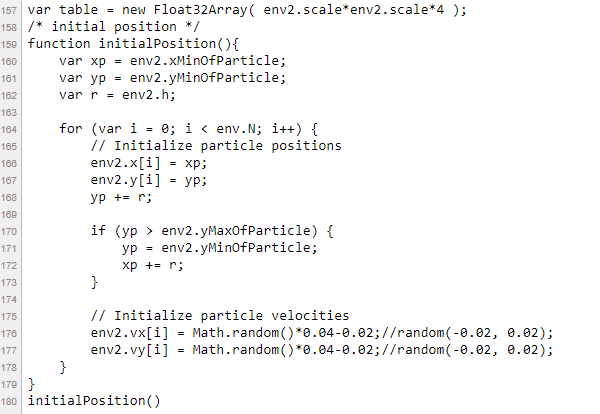 157 var table = new Float32Array( env2.scale*env2.scale*4 );
158 /* initial position */
159 function initialPosition(){
160     var xp = env2.xMinOfParticle;
161     var yp = env2.yMinOfParticle;
162     var r = env2.h;
163
164     for (var i = 0; i < env.N; i++) {
165         // Initialize particle positions
166         env2.x[i] = xp;
167         env2.y[i] = yp;
168         yp += r;
169
170         if (yp > env2.yMaxOfParticle) {
171             yp = env2.yMinOfParticle;
172             xp += r;
173         }
174
175         // Initialize particle velocities
176         env2.vx[i] = Math.random()*0.04-0.02;//random(-0.02, 0.02);
177         env2.vy[i] = Math.random()*0.04-0.02;//random(-0.02, 0.02);
178     }
179 }
180 initialPosition()